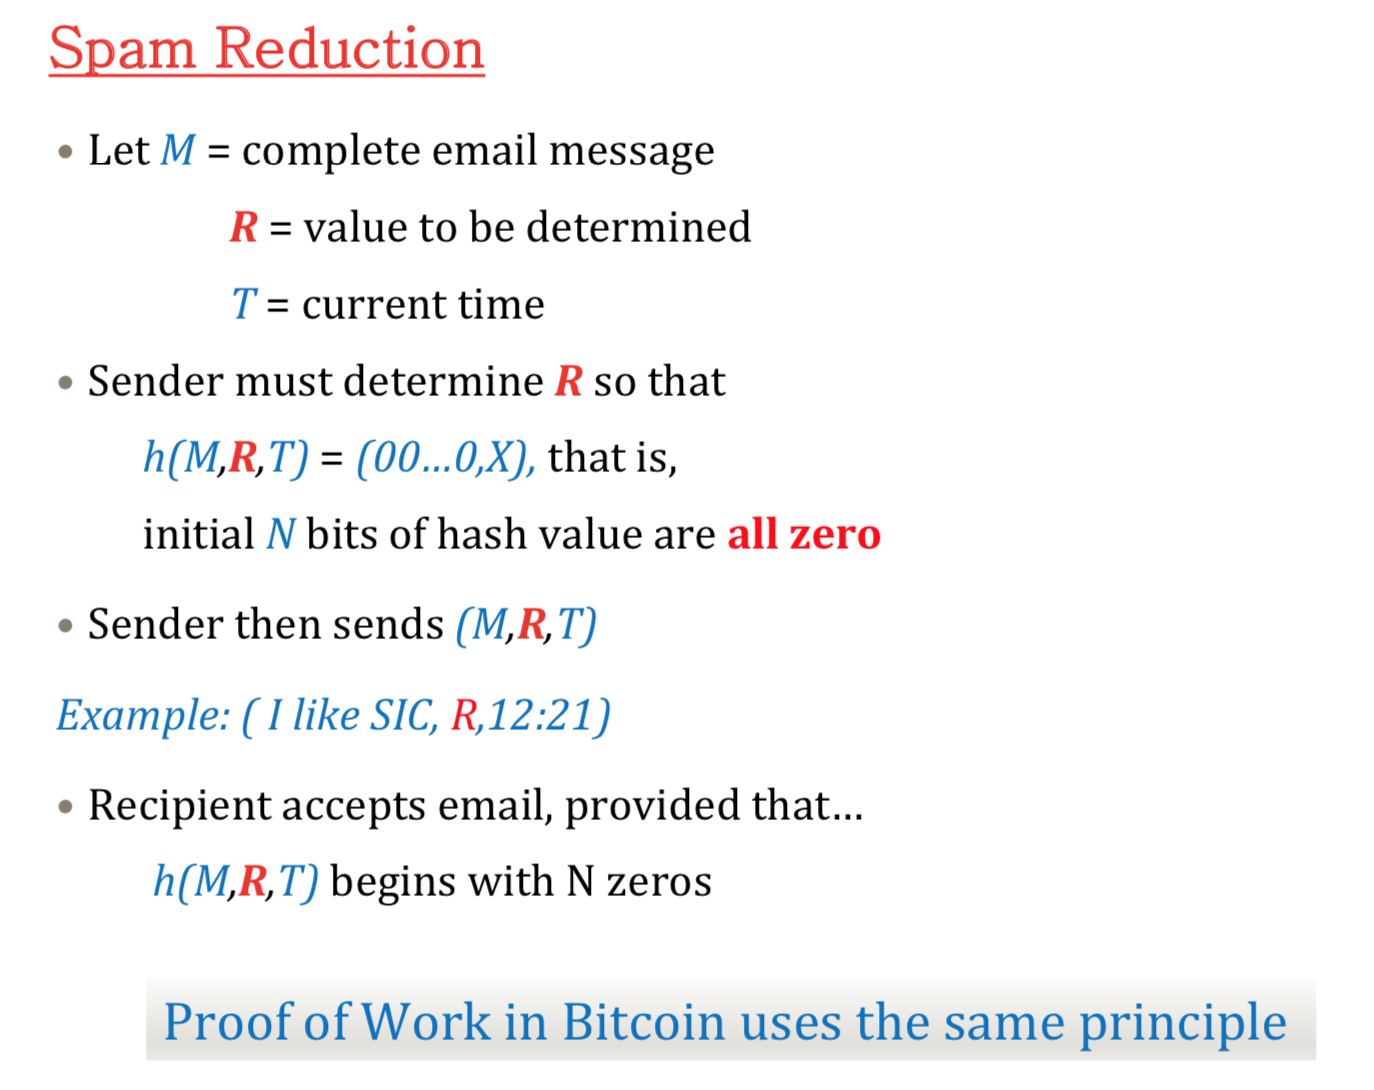 Spam Reduction
• Let M = complete email message
R = value to be determined
T = current time
• Sender must determine R so that
h(M,R,T) = (00…0,X), that is,
initial N bits of hash value are all zero
• Sender then sends (M,R,T)
Example: ( I like SIC, R,12:21)
• Recipient accepts email, provided that…
h(M,R,T) begins with N zeros
Proof of Work in Bitcoin uses the same principle